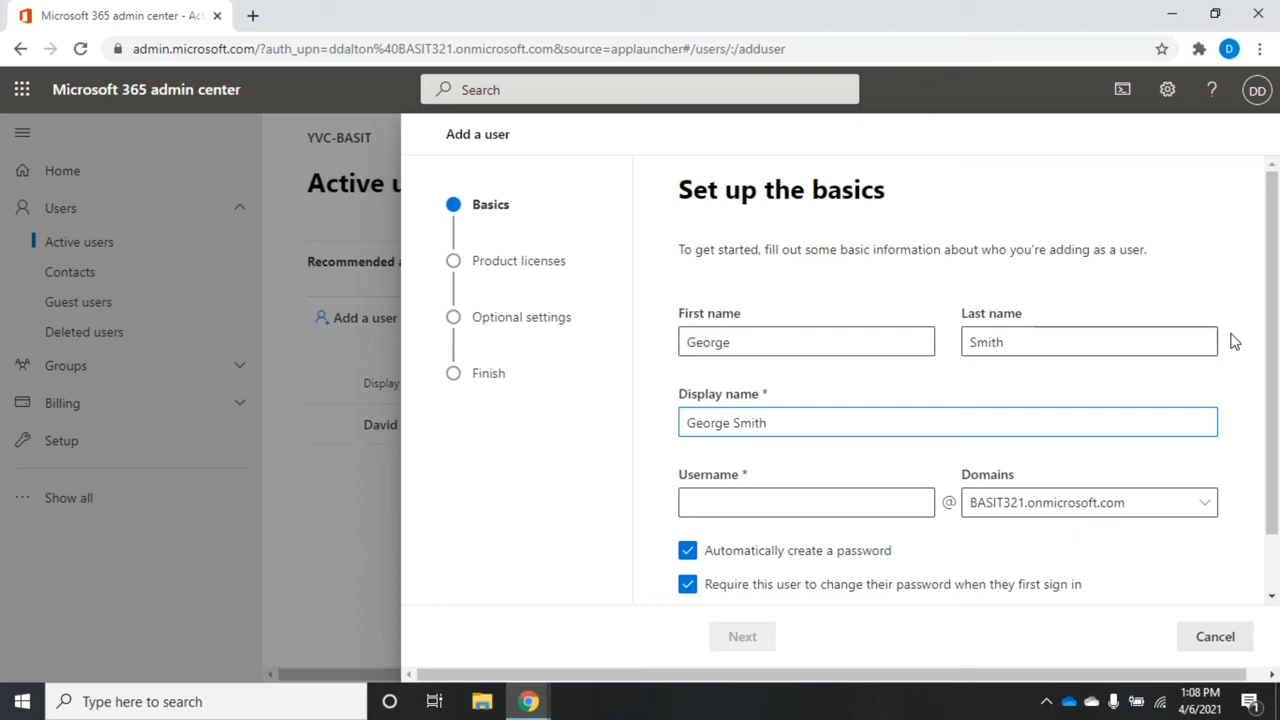 Microsoft 365 admin center - Act
admin.microsoft.com/?auth_upn=ddalton%40BASIT321.onmicrosoft.com&source=applauncher#/users/:/adduser
D
Microsoft 365 admin center
Search
?
DD
Home
Users
Active users
Contacts
Guest users
Deleted users
Groups
Billing
Setup
Show all
YVC-BASIT
Active u
Recommended a
Add a user
Display
David
Add a user
Basics
Product licenses
Optional settings
Finish
Set up the basics
To get started, fill out some basic information about who you're adding as a user.
First name Last name
George Smith
Display name *
George Smith
Username * Domains
@ BASIT321.onmicrosoft.com
Automatically create a password
Require this user to change their password when they first sign in
Next Cancel
Type here to search
1:08 PM
4/6/2021
1